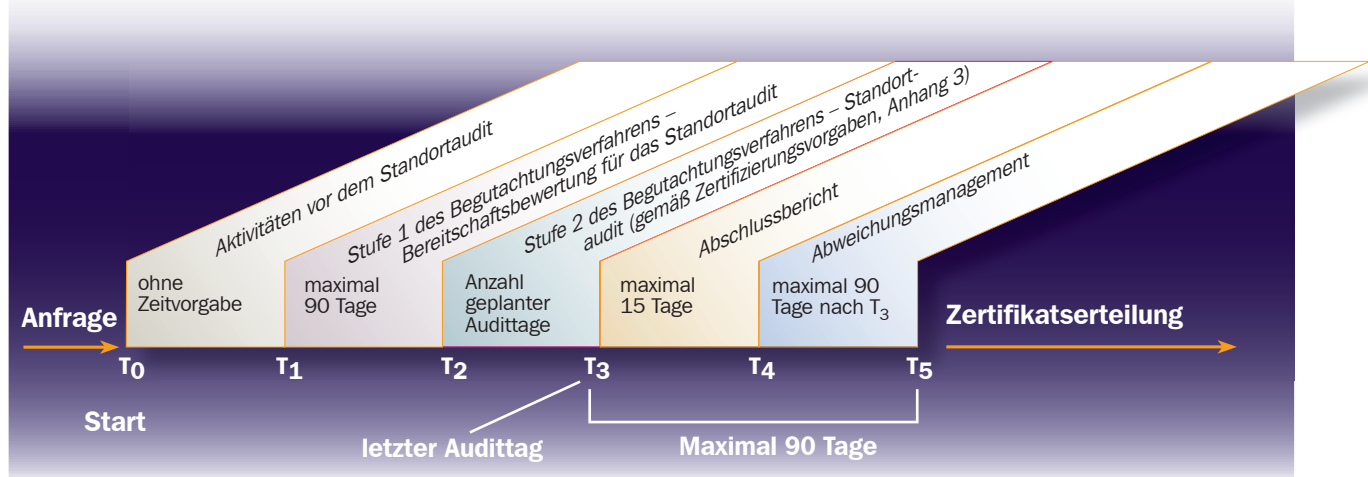 Aktivitäten vor dem Standortaudit
Stufe 1 des Begutachtungsverfahrens –
Bereitschaftsbewertung für das Standortaudit
Stufe 2 des Begutachtungsverfahrens – Standort-
audit (gemäß Zertifizierungsvorgaben, Anhang 3)
Abschlussbericht
Abweichungsmanagement
ohne
Zeitvorgabe
maximal
90 Tage
Anzahl
geplanter
Audittage
maximal
15 Tage
maximal 90
Tage nach T₃
Anfrage
Zertifikatserteilung
T₀
T₁
T₂
T₃
T₄
T₅
Start
letzter Audittag
Maximal 90 Tage